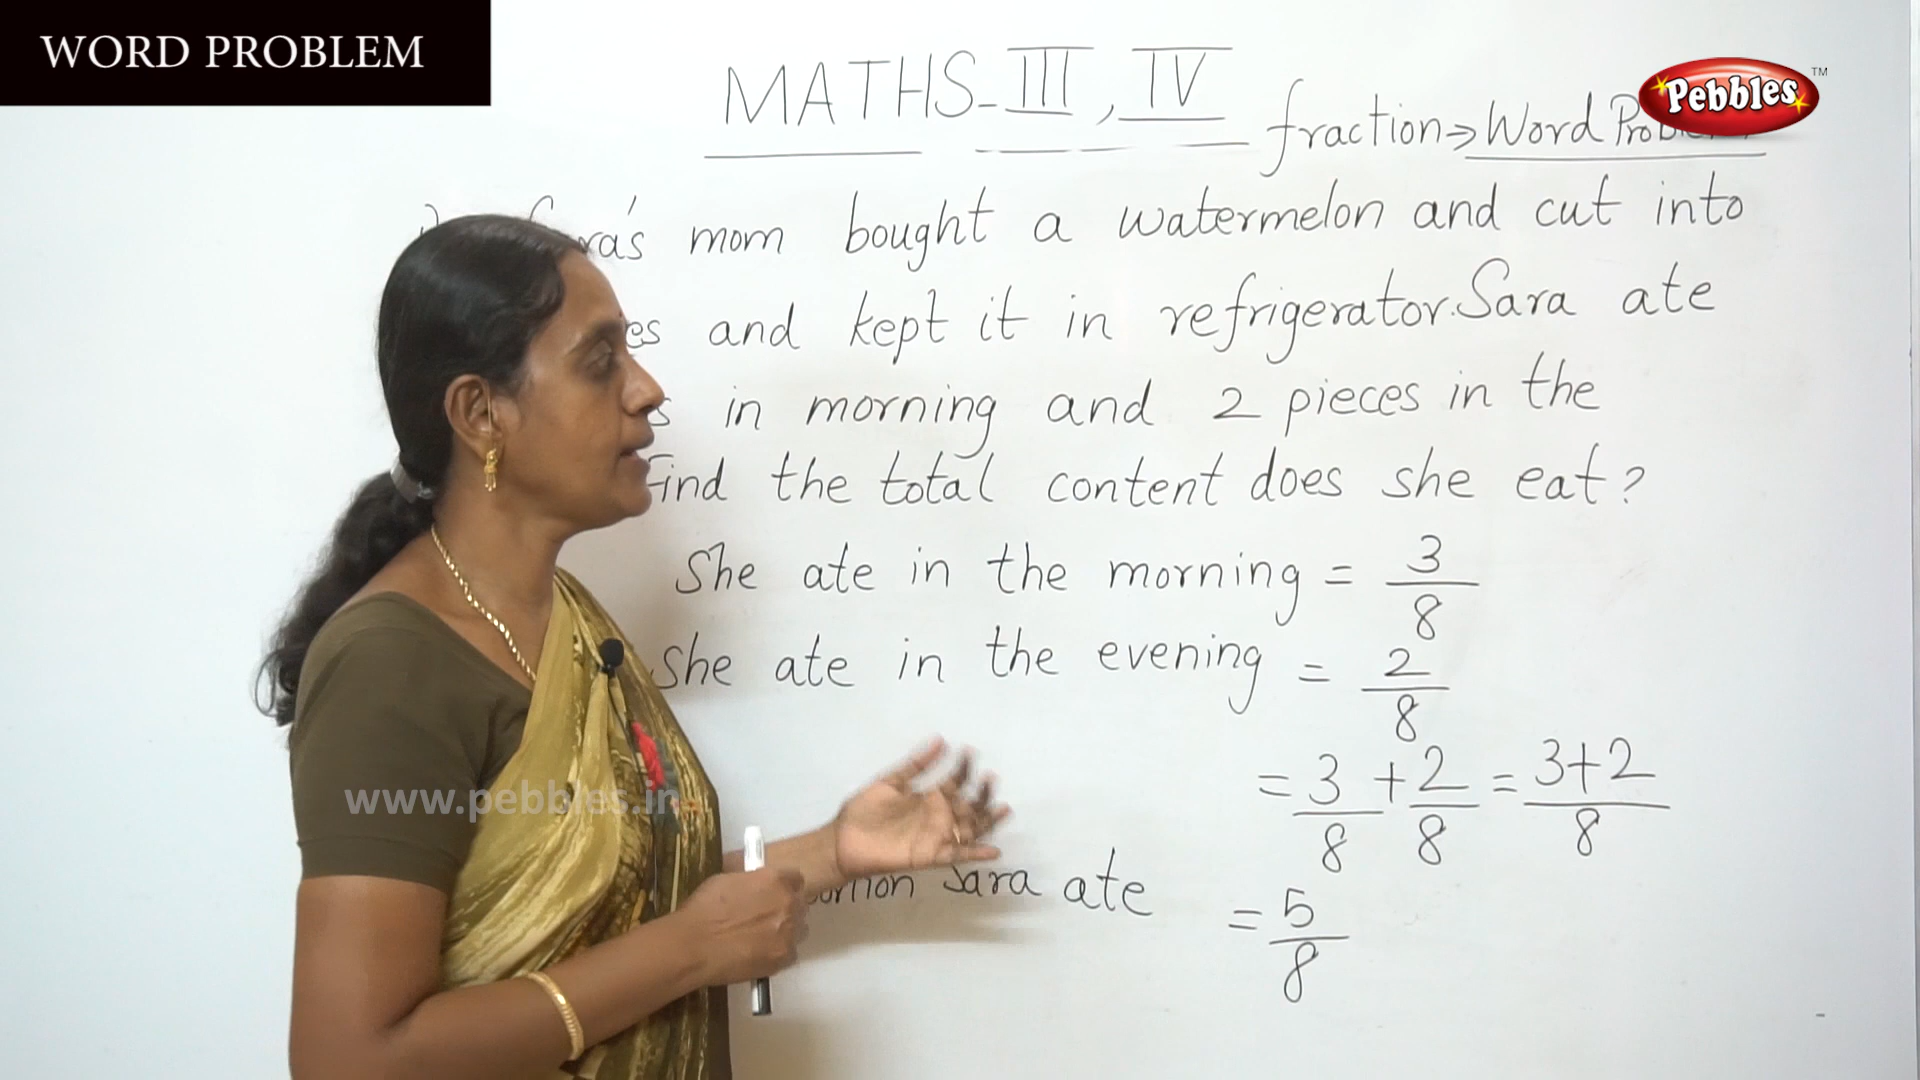 WORD PROBLEM
MATHS-III, IV
fraction⇒Word Pro
Pebbles TM
mom bought a watermelon and cut into
and kept it in refrigerator. Sara ate
in morning and 2 pieces in the
Find the total content does she eat?
She ate in the morning = 3/8
She ate in the evening = 2/8
= 3/8 + 2/8 = 3+2/8
www.pebbles.in
Sara ate = 5/8